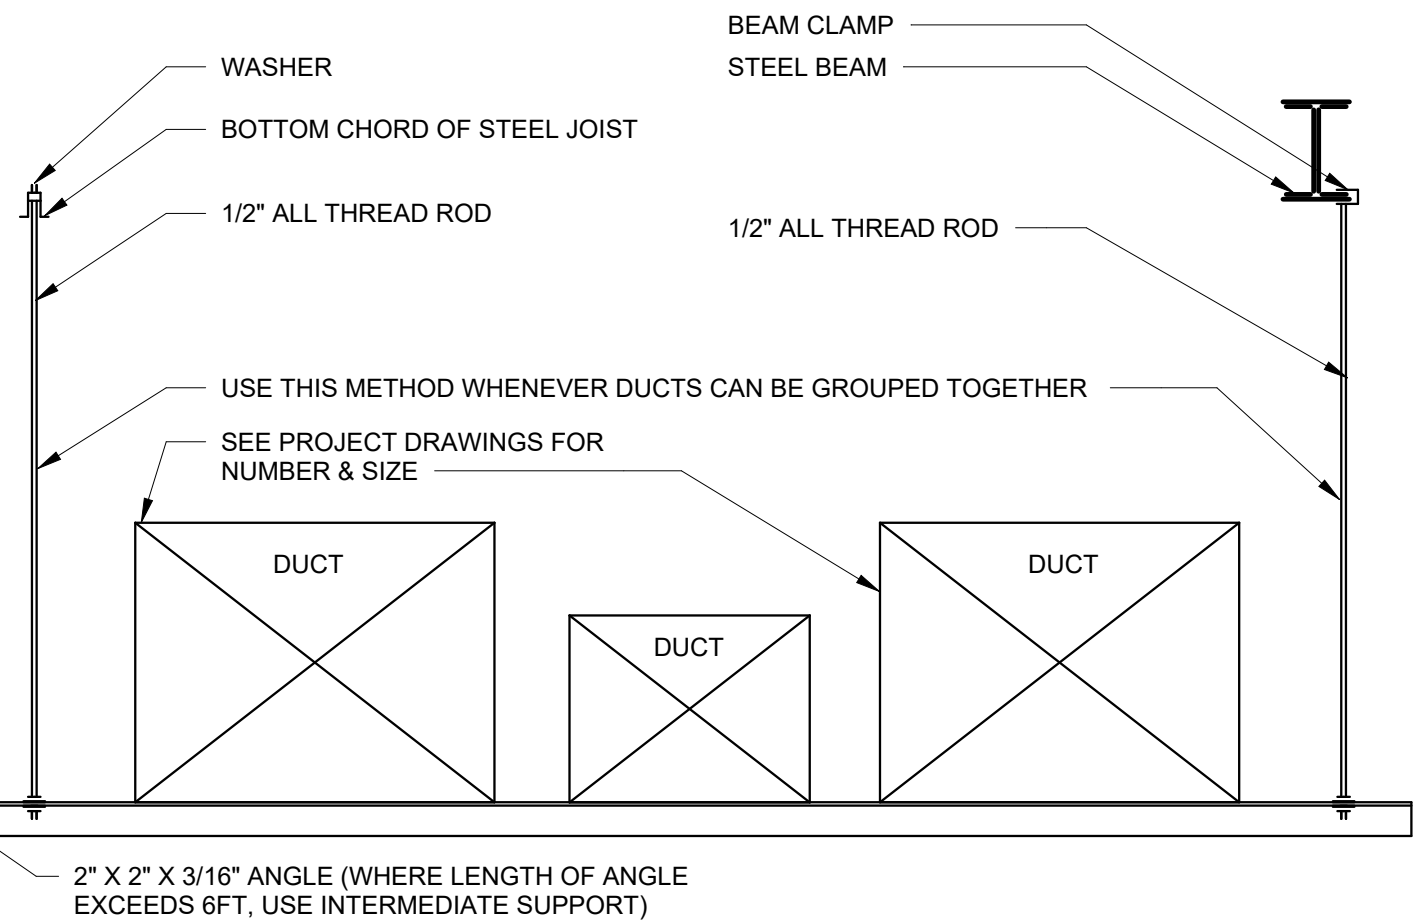 BEAM CLAMP
WASHER
STEEL BEAM
BOTTOM CHORD OF STEEL JOIST
1/2" ALL THREAD ROD
1/2" ALL THREAD ROD
USE THIS METHOD WHENEVER DUCTS CAN BE GROUPED TOGETHER
SEE PROJECT DRAWINGS FOR
NUMBER & SIZE
DUCT
DUCT
DUCT
2" X 2" X 3/16" ANGLE (WHERE LENGTH OF ANGLE
EXCEEDS 6FT, USE INTERMEDIATE SUPPORT)